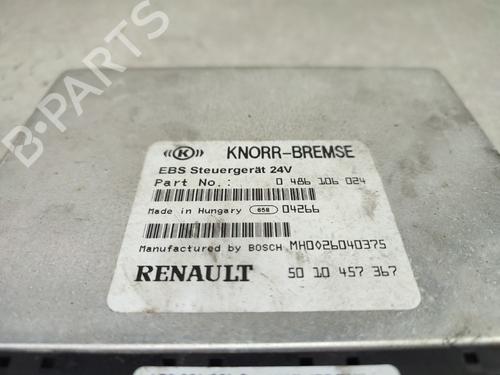 B-PARTS
K KNORR-BREMSE
EBS Steuergerät 24V
Part No.: 0 486 106 024
Made in Hungary 658 04266
Manufactured by BOSCH MH0026040375
RENAULT 50 10 457 367